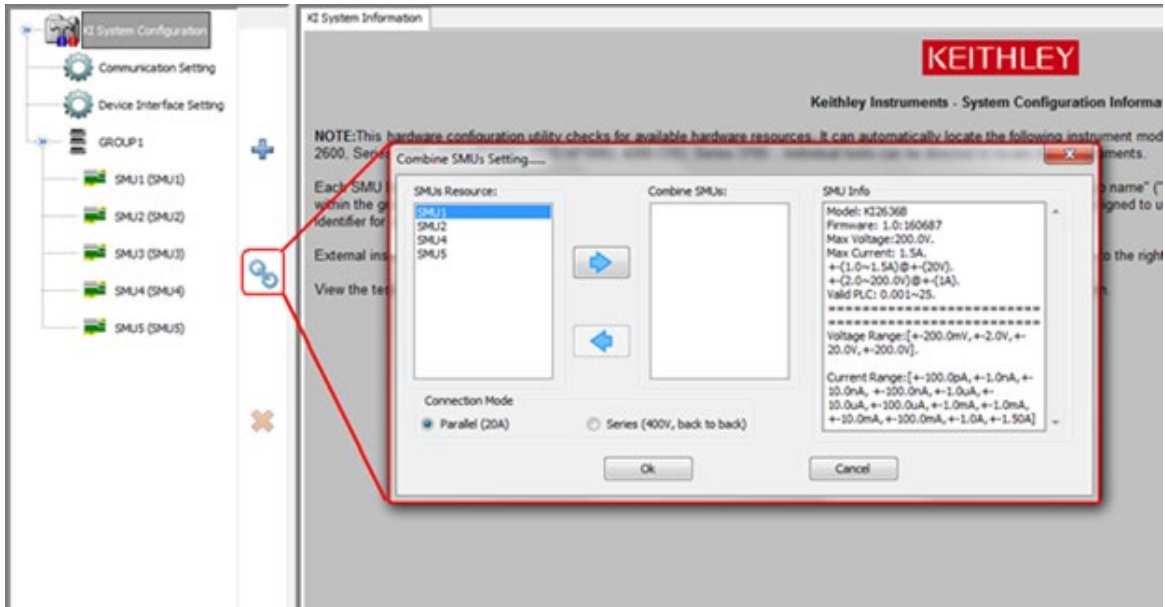 KI System Configuration
Communication Setting
Device Interface Setting
GROUP1
SMU1 (SMU1)
SMU2 (SMU2)
SMU3 (SMU3)
SMU4 (SMU4)
SMU5 (SMU5)
KI System Information
KEITHLEY
Keithley Instruments - System Configuration Informa
NOTE:This hardware configuration utility checks for available hardware resources. It can automatically locate the following instrument mod
2600, Series
Each SMU
o name" ("
within the
igned to u
identifier for
External ins
o the right
View the te
Combine SMUs Setting.....
SMUs Resource:
SMU1
SMU2
SMU4
SMU5
Combine SMUs:
SMU Info
Model: KI2636B
Firmware: 1.0:160687
Max Voltage:200.0V.
Max Current: 1.5A.
+-(1.0~1.5A)@+-(20V).
+-(2.0~200.0V)@+-(1A).
Valid PLC: 0.001~25.
==========================
==========================
Voltage Range:[+-200.0mV,+-2.0V,+-
20.0V,+-200.0V].
Current Range:[+-100.0pA,+-1.0nA,+-
10.0nA, +-100.0nA,+-1.0uA,+-
10.0uA,+-100.0uA,+-1.0mA,+-1.0mA,
+-10.0mA,+-100.0mA,+-1.0A,+-1.50A]
Connection Mode
Parallel (20A)
Series (400V, back to back)
Ok
Cancel